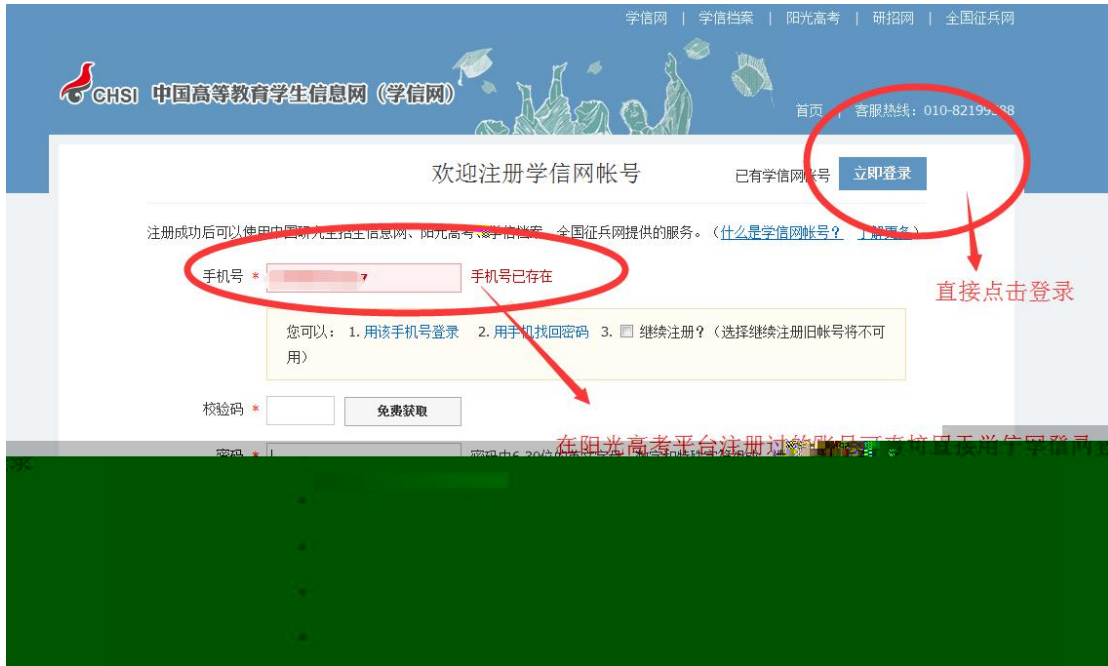 学信网 | 学信档案 | 阳光高考 | 研招网 | 全国征兵网
CHSI 中国高等教育学生信息网（学信网）
首页 | 客服热线：010-82199588
欢迎注册学信网帐号
已有学信网帐号 立即登录
注册成功后可以使用中国研究生招生信息网、阳光高考、学信档案、全国征兵网提供的服务。（什么是学信网帐号？ 了解更多）
手机号 * 7 手机号已存在
直接点击登录
您可以： 1. 用该手机号登录 2. 用手机找回密码 3. 继续注册？（选择继续注册旧帐号将不可
用）
校验码 * 免费获取
在阳光高考平台注册过的账号可直接用于学信网登
录
密码 *